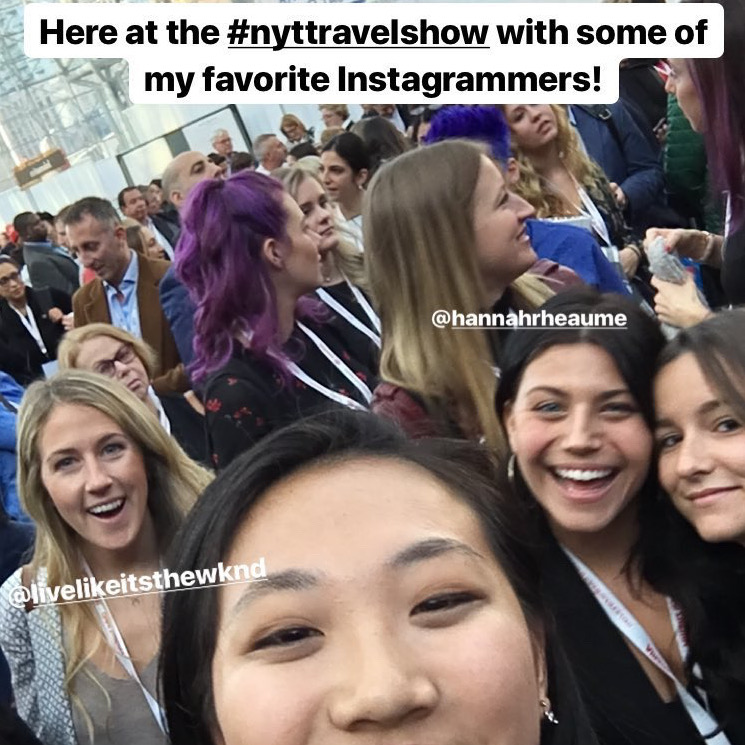 Here at the #nyttravelshow with some of
my favorite Instagrammers!
@hannahrheaume
@livelikeitsthewknd